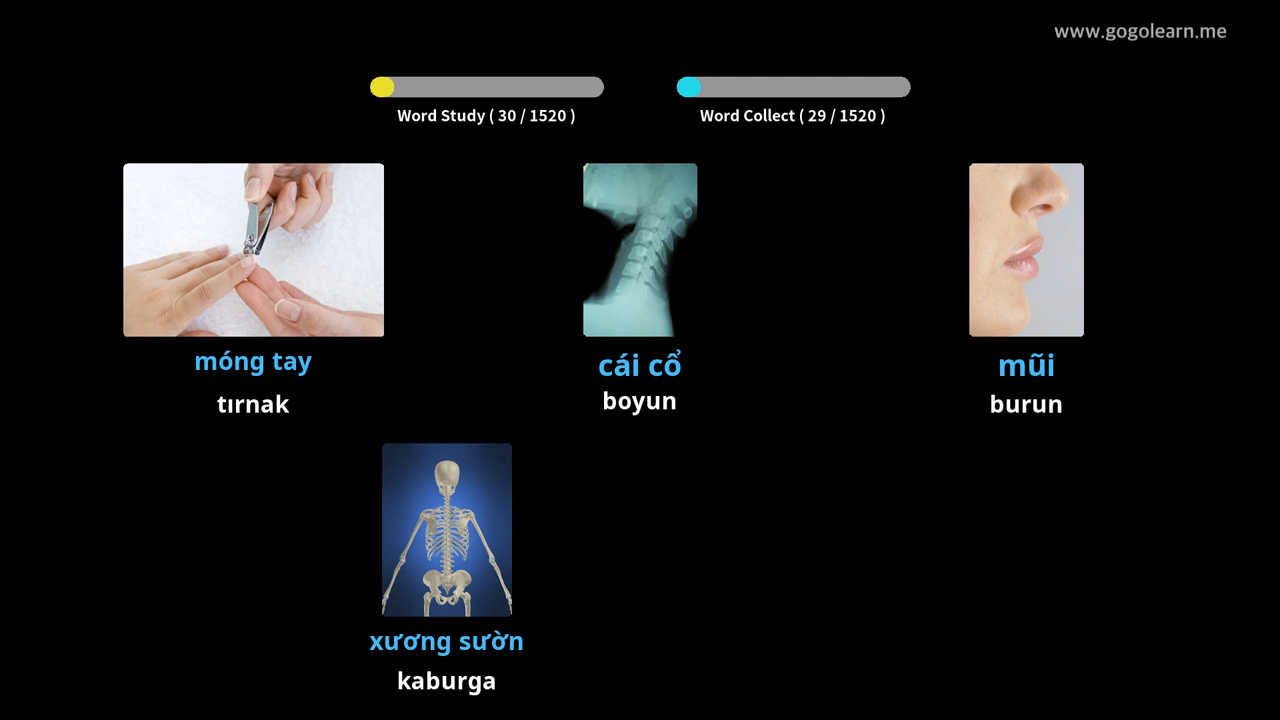 www.gogolearn.me
Word Study ( 30 / 1520 )
Word Collect ( 29 / 1520 )
móng tay
cái cổ
mũi
tırnak
boyun
burun
xương sườn
kaburga